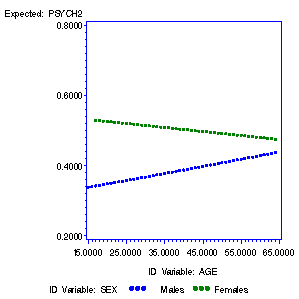 Expected: PSYCH2
0.8000
0.6000
0.4000
0.2000
15.0000 25.0000 35.0000 45.0000 55.0000 65.0000
ID Variable: AGE
ID Variable: SEX Males Females